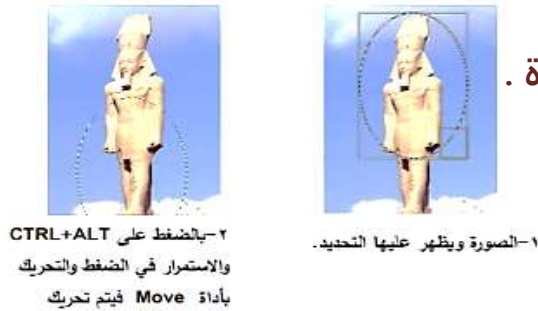 ة .
١-الصورة ويظهر عليها التحديد.
٢-بالضغط على CTRL+ALT
والاستمرار في الضغط والتحريك
بأداة Move فيتم تحريك